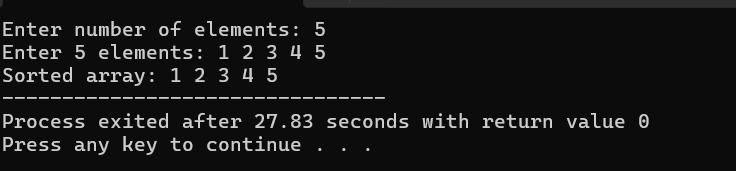 Enter number of elements: 5
Enter 5 elements: 1 2 3 4 5
Sorted array: 1 2 3 4 5
--------------------------------
Process exited after 27.83 seconds with return value 0
Press any key to continue . . .